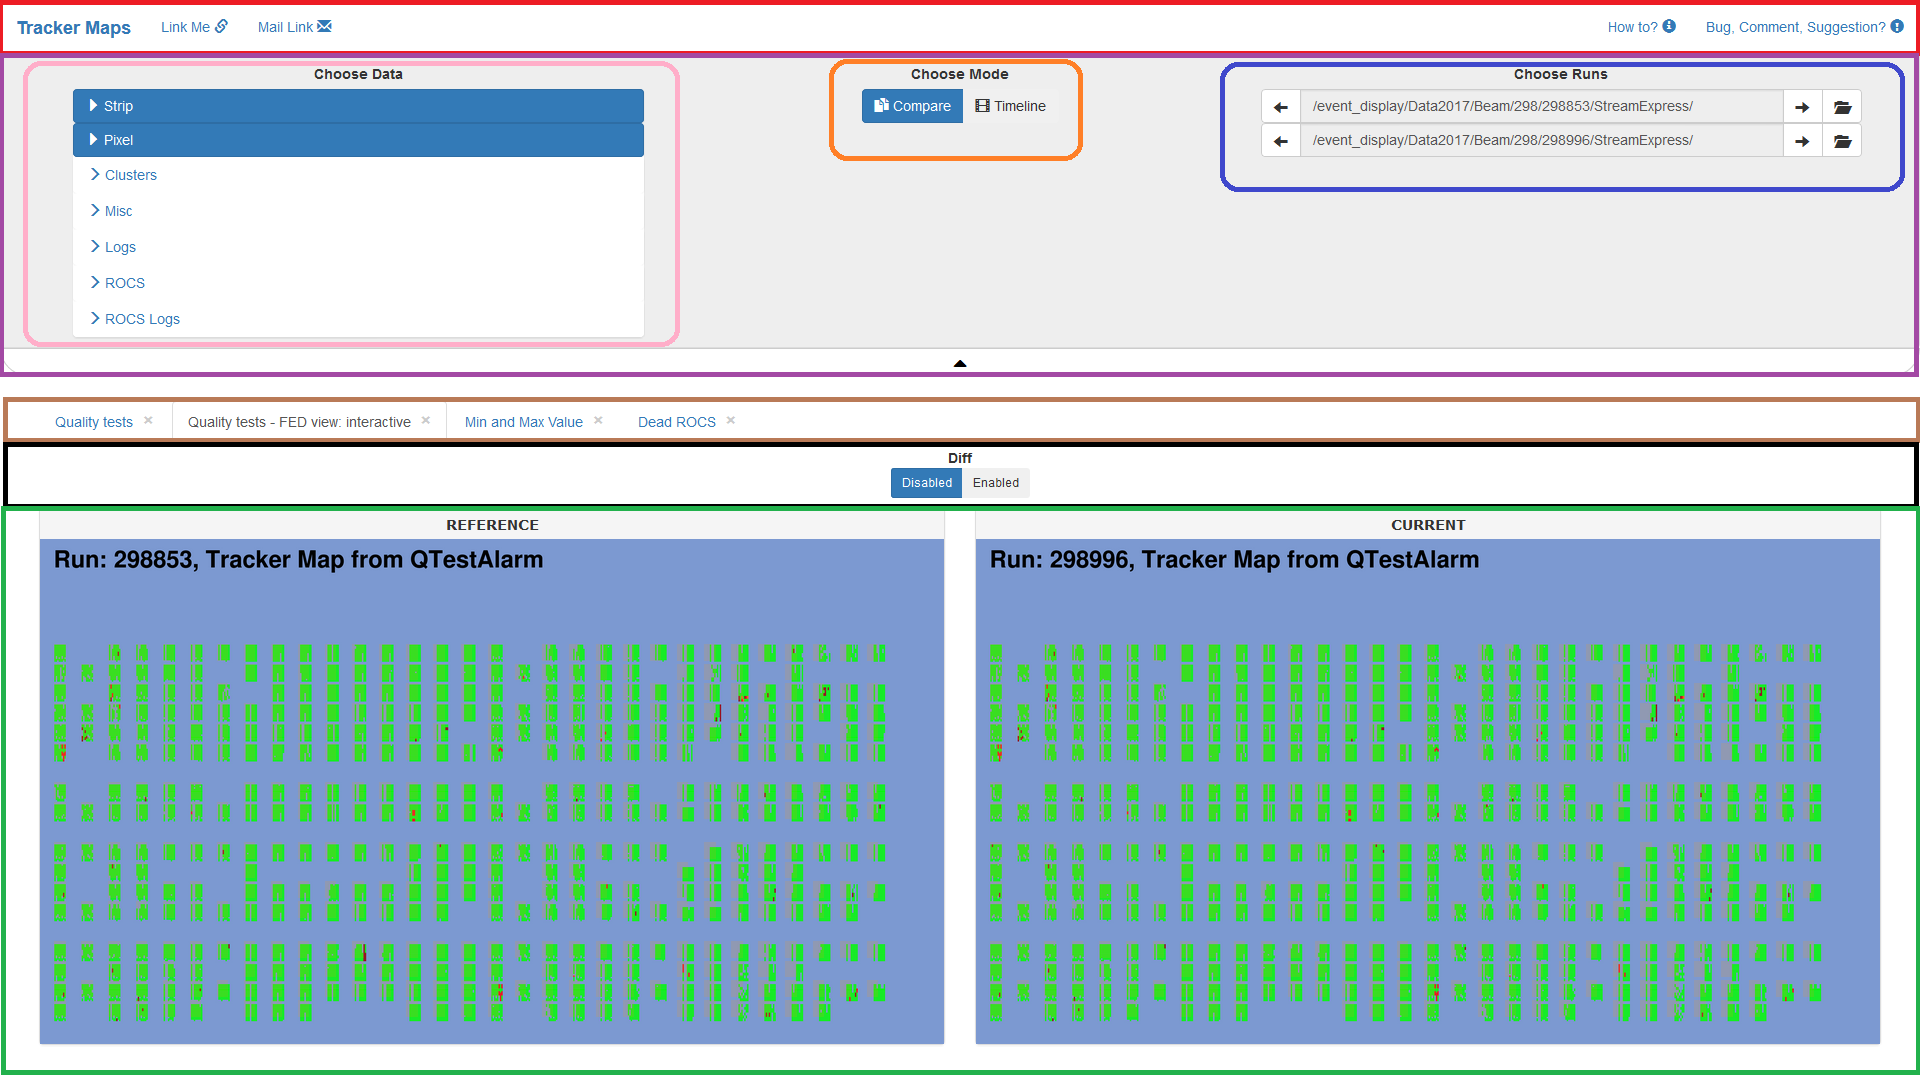 Tracker Maps Link Me Mail Link How to? Bug, Comment, Suggestion?
Choose Data
Strip
Pixel
Clusters
Misc
Logs
ROCS
ROCS Logs
Choose Mode
Compare Timeline
Choose Runs
/event_display/Data2017/Beam/298/298853/StreamExpress/
/event_display/Data2017/Beam/298/298996/StreamExpress/
Quality tests × Quality tests - FED view: interactive × Min and Max Value × Dead ROCS ×
Diff
Disabled Enabled
REFERENCE
Run: 298853, Tracker Map from QTestAlarm
CURRENT
Run: 298996, Tracker Map from QTestAlarm